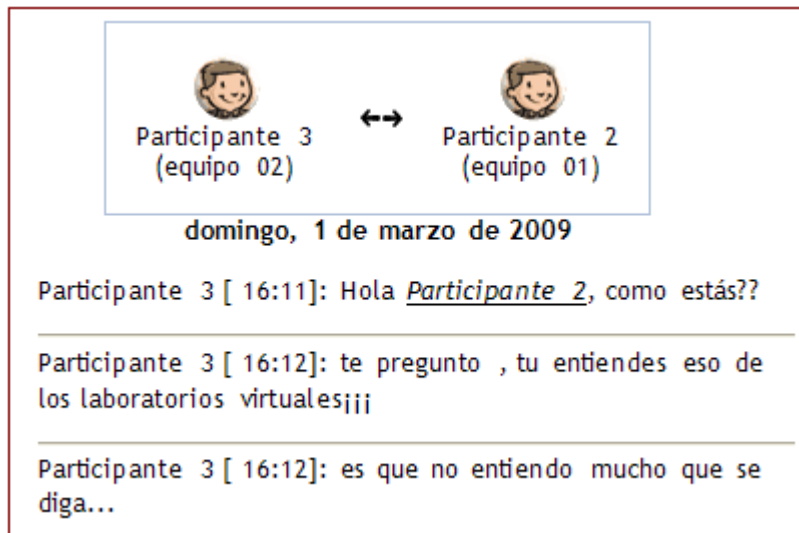 Participante 3
(equipo 02)
Participante 2
(equipo 01)
domingo, 1 de marzo de 2009
Participante 3 [ 16:11]: Hola Participante 2, como estás??
Participante 3 [ 16:12]: te pregunto , tu entiendes eso de
los laboratorios virtuales¡¡¡
Participante 3 [ 16:12]: es que no entiendo mucho que se
diga...